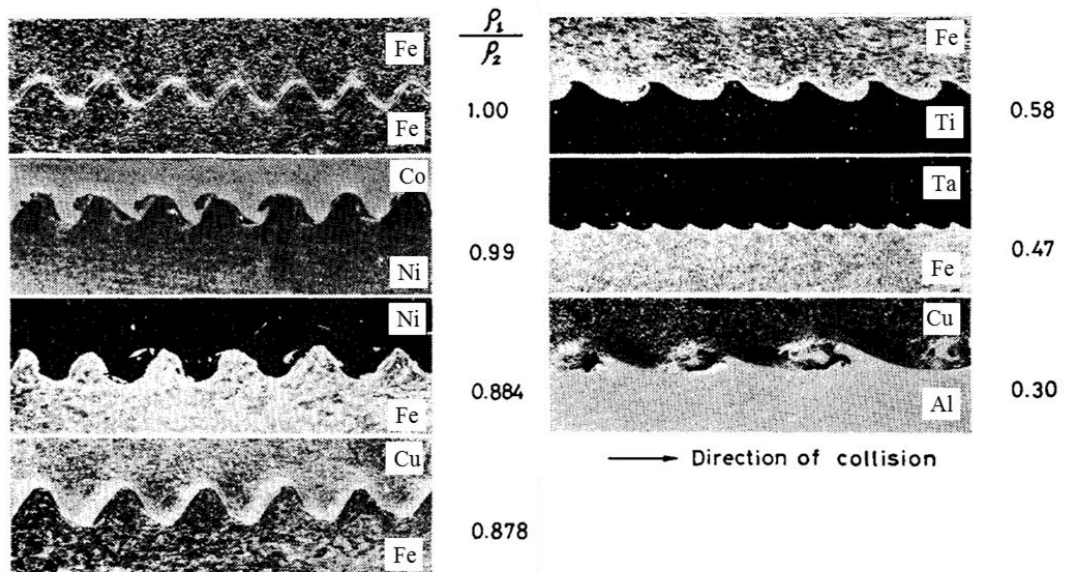 ρ₁
ρ₂
Fe
Fe
1.00
Co
Ni
0.99
Ni
Fe
0.884
Cu
Fe
0.878
Fe
Ti
0.58
Ta
Fe
0.47
Cu
Al
0.30
Direction of collision